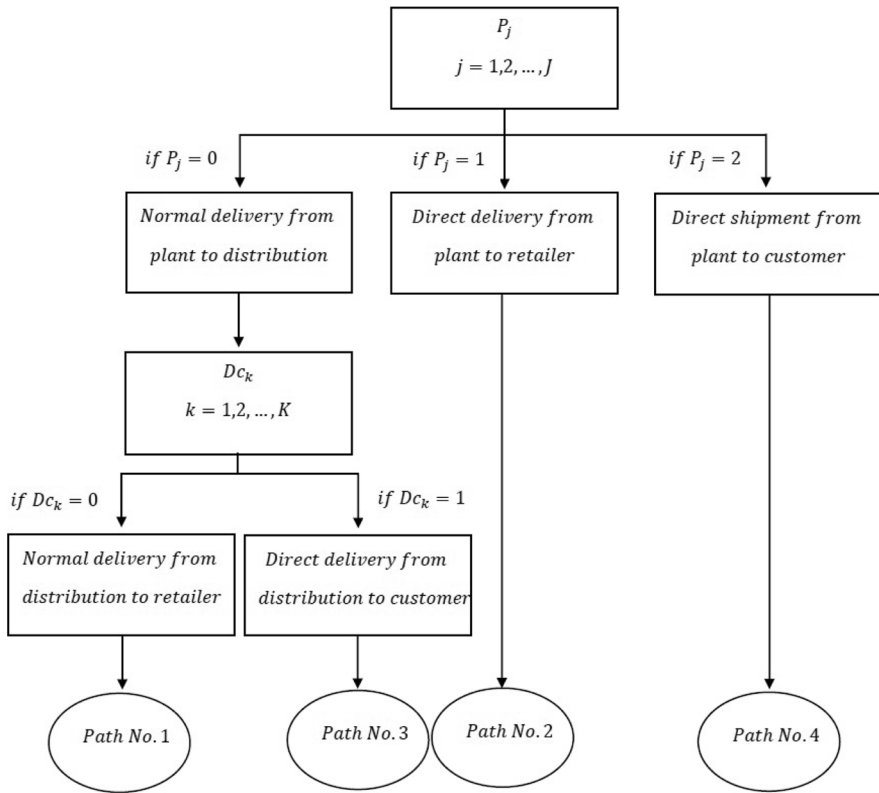 P_j
j = 1,2, … , J
if P_j = 0
if P_j = 1
if P_j = 2
Normal delivery from
plant to distribution
Direct delivery from
plant to retailer
Direct shipment from
plant to customer
Dc_k
k = 1,2, … , K
if Dc_k = 0
if Dc_k = 1
Normal delivery from
distribution to retailer
Direct delivery from
distribution to customer
Path No. 1
Path No. 3
Path No. 2
Path No. 4